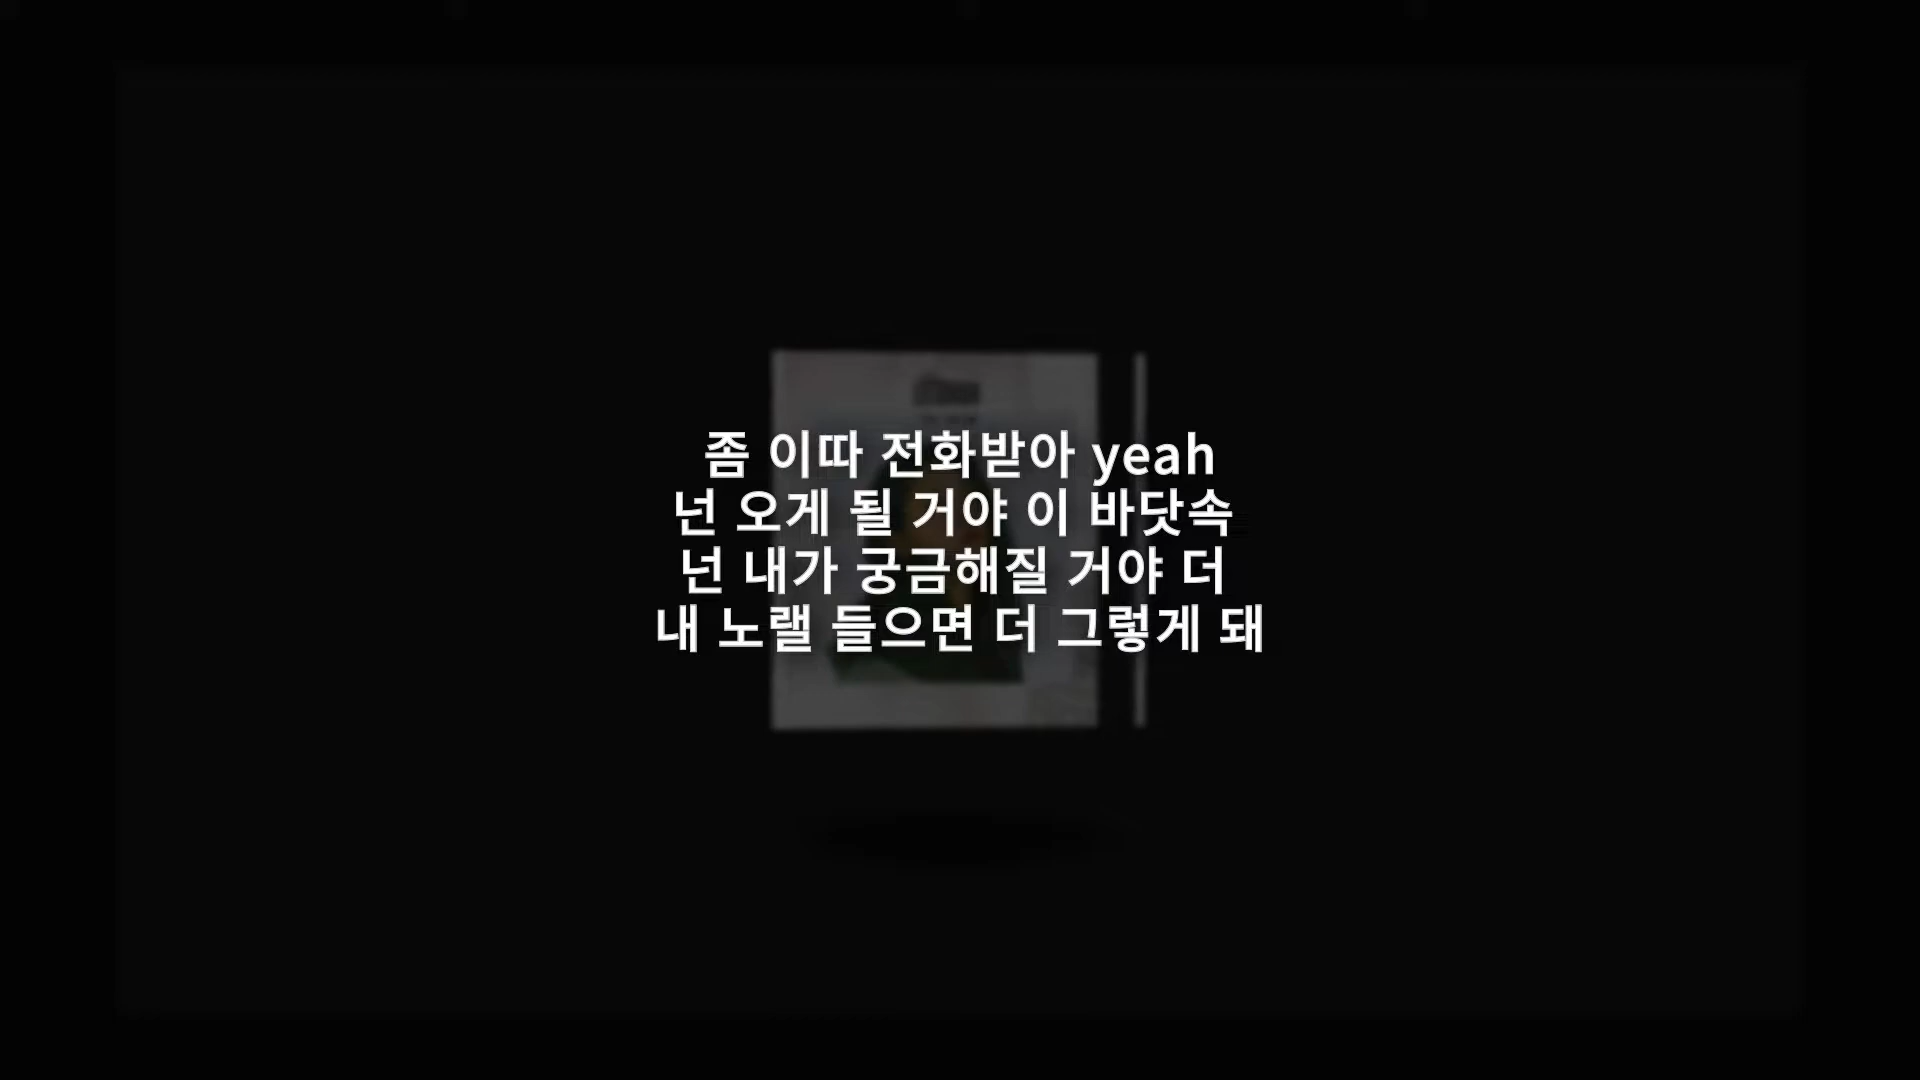 좀 이따 전화받아 yeah
넌 오게 될 거야 이 바닷속
넌 내가 궁금해질 거야 더
내 노랠 들으면 더 그렇게 돼